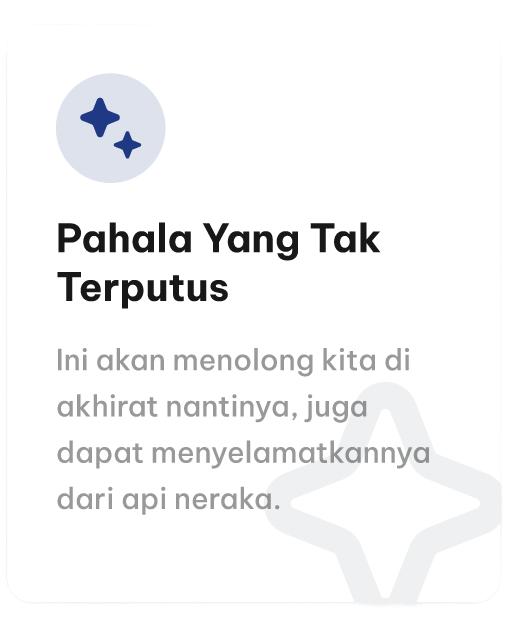 Pahala Yang Tak
Terputus
Ini akan menolong kita di
akhirat nantinya, juga
dapat menyelamatkannya
dari api neraka.